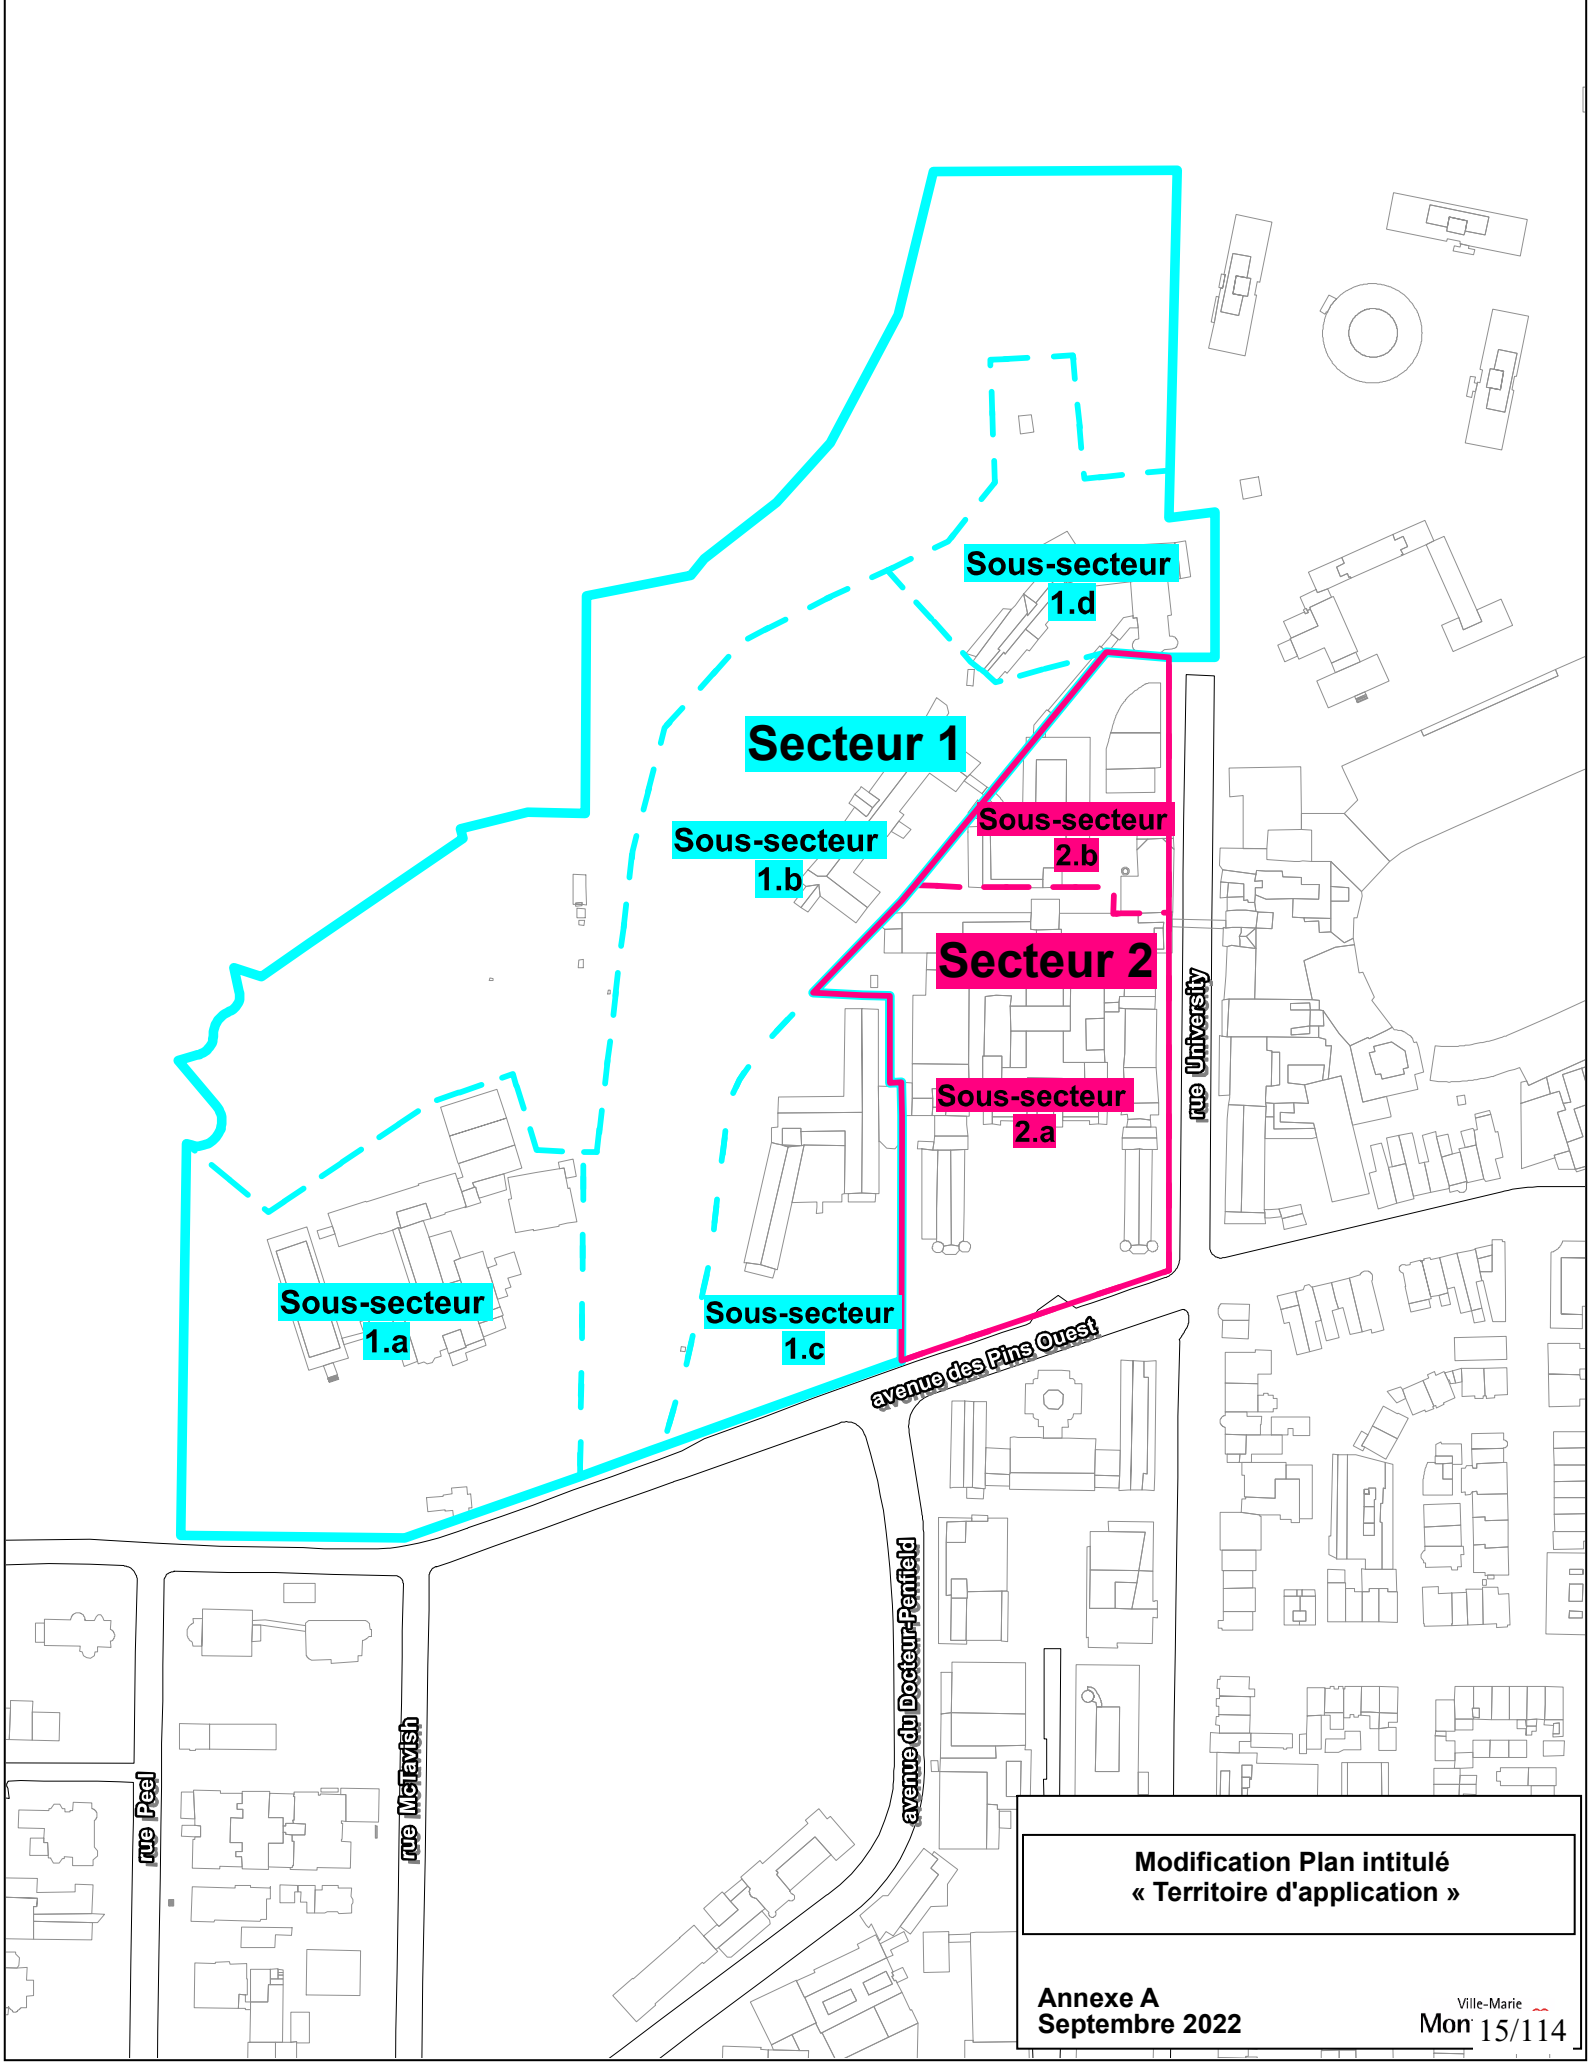 Sous-secteur
1.d
Secteur 1
Sous-secteur
2.b
Sous-secteur
1.b
Secteur 2
rue University
Sous-secteur
2.a
Sous-secteur
1.a
Sous-secteur
1.c
avenue des Pins Ouest
avenue du Docteur-Penfield
rue McTavish
rue Peel
Modification Plan intitulé
« Territoire d'application »
Annexe A
Septembre 2022
Ville-Marie
Mon 15/114